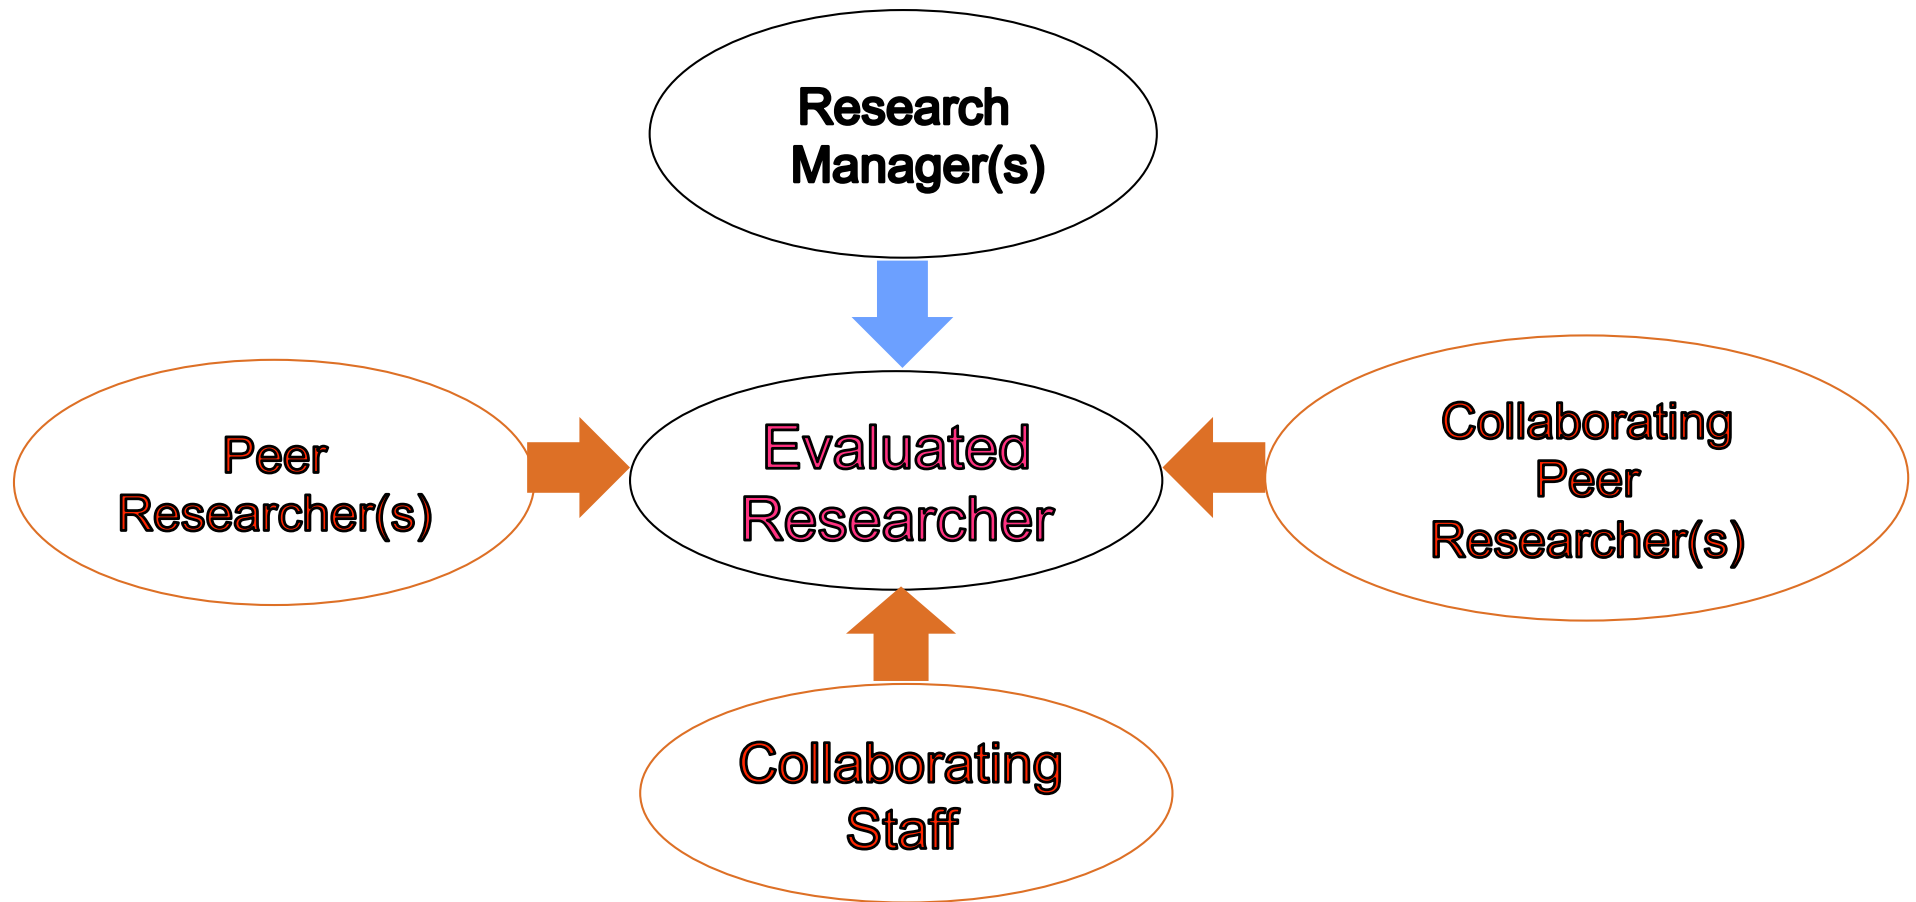 Research
Manager(s)
Peer
Researcher(s)
Evaluated
Researcher
Collaborating
Peer
Researcher(s)
Collaborating
Staff